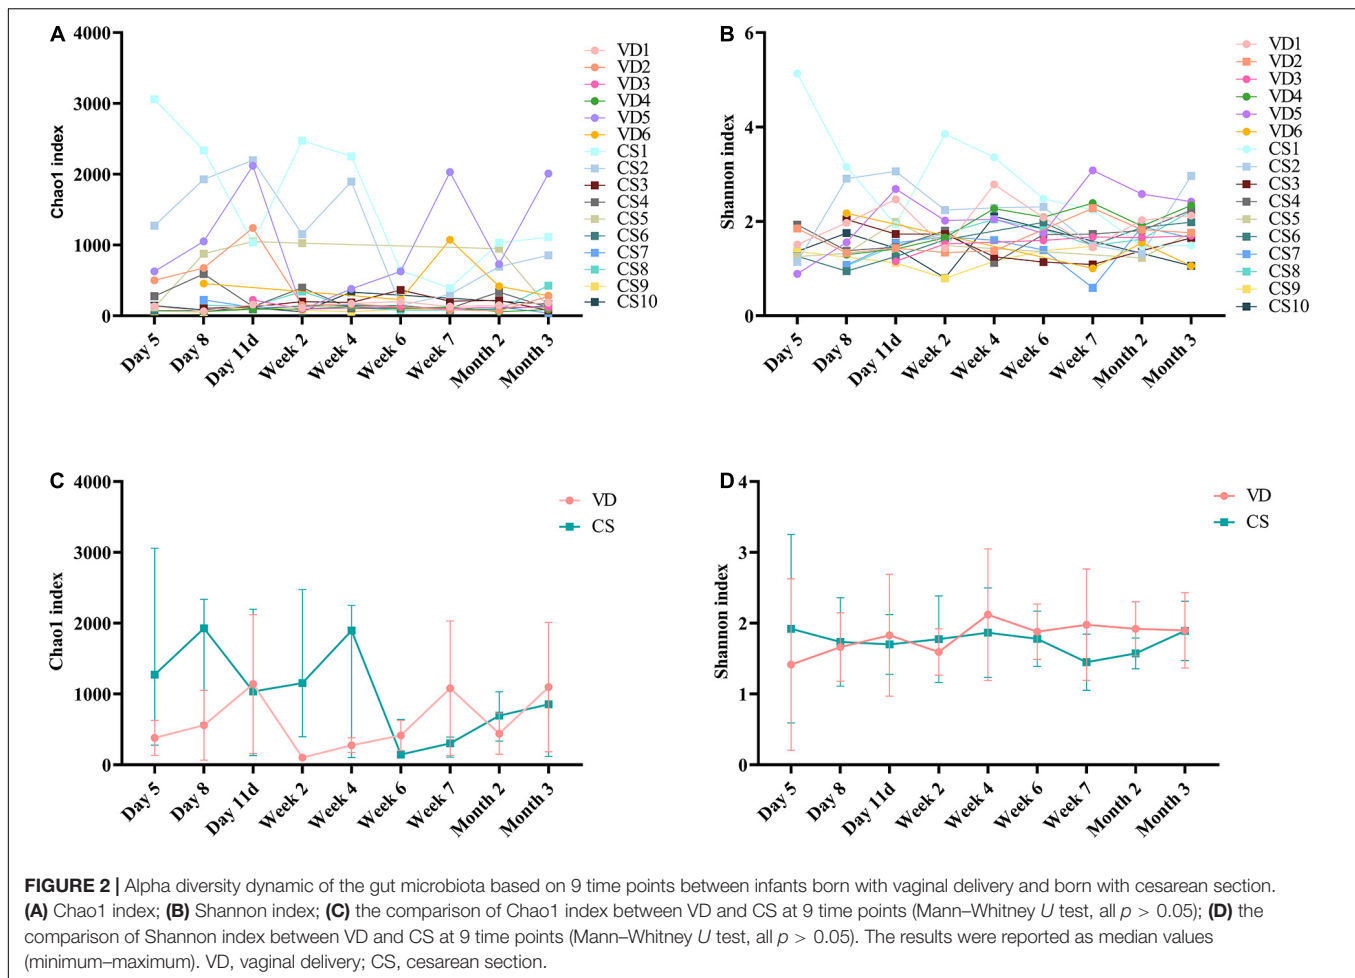 A
Chao1 index
4000
3000
2000
1000
0
Day 5
Day 8
Day 11d
Week 2
Week 4
Week 6
Week 7
Month 2
Month 3
VD1
VD2
VD3
VD4
VD5
VD6
CS1
CS2
CS3
CS4
CS5
CS6
CS7
CS8
CS9
CS10
B
Shannon index
6
4
2
0
Day 5
Day 8
Day 11d
Week 2
Week 4
Week 6
Week 7
Month 2
Month 3
VD1
VD2
VD3
VD4
VD5
VD6
CS1
CS2
CS3
CS4
CS5
CS6
CS7
CS8
CS9
CS10
C
Chao1 index
4000
3000
2000
1000
0
Day 5
Day 8
Day 11d
Week 2
Week 4
Week 6
Week 7
Month 2
Month 3
VD
CS
D
Shannon index
4
3
2
1
0
Day 5
Day 8
Day 11d
Week 2
Week 4
Week 6
Week 7
Month 2
Month 3
VD
CS
FIGURE 2 | Alpha diversity dynamic of the gut microbiota based on 9 time points between infants born with vaginal delivery and born with cesarean section.
(A) Chao1 index; (B) Shannon index; (C) the comparison of Chao1 index between VD and CS at 9 time points (Mann–Whitney U test, all p > 0.05); (D) the
comparison of Shannon index between VD and CS at 9 time points (Mann–Whitney U test, all p > 0.05). The results were reported as median values
(minimum–maximum). VD, vaginal delivery; CS, cesarean section.